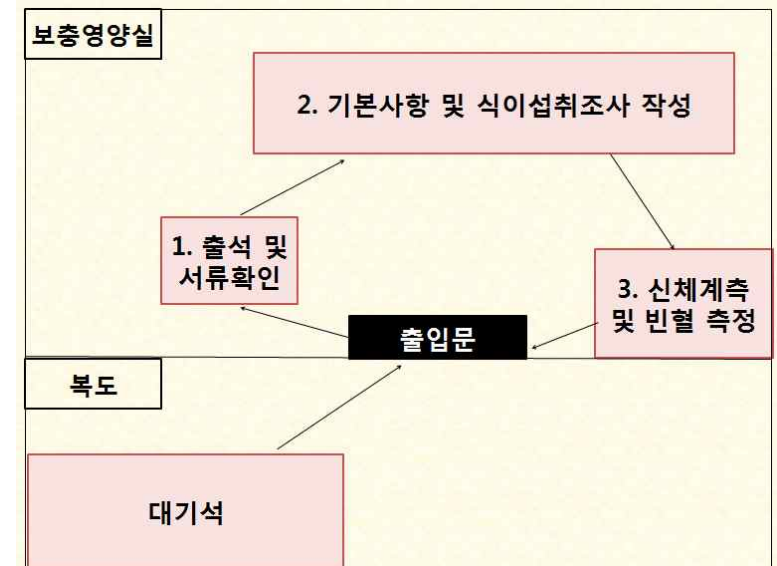 보충영양실
2. 기본사항 및 식이섭취조사 작성
1. 출석 및
서류확인
3. 신체계측
및 빈혈 측정
출입문
복도
대기석